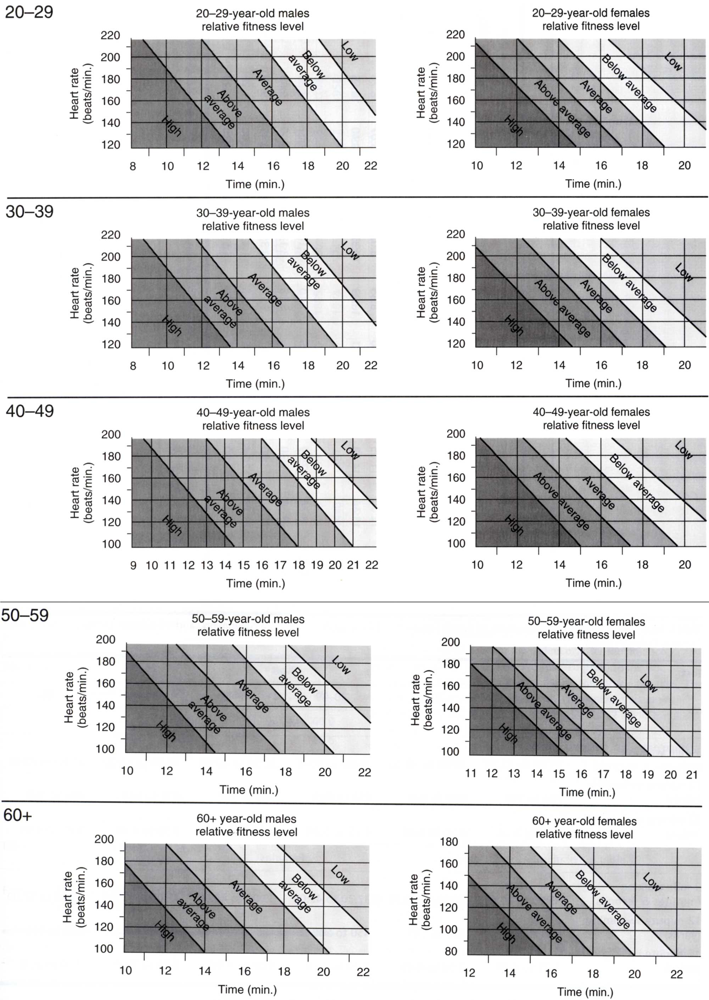 20–29
20–29-year-old males
relative fitness level
220
200
180
160
140
120
Heart rate
(beats/min.)
High
Above
average
Average
Below
average
Low
8 10 12 14 16 18 20 22
Time (min.)
20–29-year-old females
relative fitness level
220
200
180
160
140
120
Heart rate
(beats/min.)
High
Above average
Average
Below average
Low
10 12 14 16 18 20
Time (min.)
30–39
30–39-year-old males
relative fitness level
220
200
180
160
140
120
Heart rate
(beats/min.)
High
Above
average
Average
Below
average
Low
8 10 12 14 16 18 20 22
Time (min.)
30–39-year-old females
relative fitness level
220
200
180
160
140
120
Heart rate
(beats/min.)
High
Above average
Average
Below average
Low
10 12 14 16 18 20
Time (min.)
40–49
40–49-year-old males
relative fitness level
200
180
160
140
120
100
Heart rate
(beats/min.)
High
Above
average
Average
Below
average
Low
9 10 11 12 13 14 15 16 17 18 19 20 21 22
Time (min.)
40–49-year-old females
relative fitness level
200
180
160
140
120
100
Heart rate
(beats/min.)
High
Above average
Average
Below average
Low
10 12 14 16 18 20
Time (min.)
50–59
50–59-year-old males
relative fitness level
200
180
160
140
120
100
Heart rate
(beats/min.)
High
Above
average
Average
Below
average
Low
10 12 14 16 18 20 22
Time (min.)
50–59-year-old females
relative fitness level
200
180
160
140
120
100
Heart rate
(beats/min.)
High
Above average
Average
Below average
Low
11 12 13 14 15 16 17 18 19 20 21
Time (min.)
60+
60+ year-old males
relative fitness level
200
180
160
140
120
100
Heart rate
(beats/min.)
High
Above
average
Average
Below
average
Low
10 12 14 16 18 20 22
Time (min.)
60+ year-old females
relative fitness level
180
160
140
120
100
80
Heart rate
(beats/min.)
High
Above average
Average
Below average
Low
12 14 16 18 20 22
Time (min.)